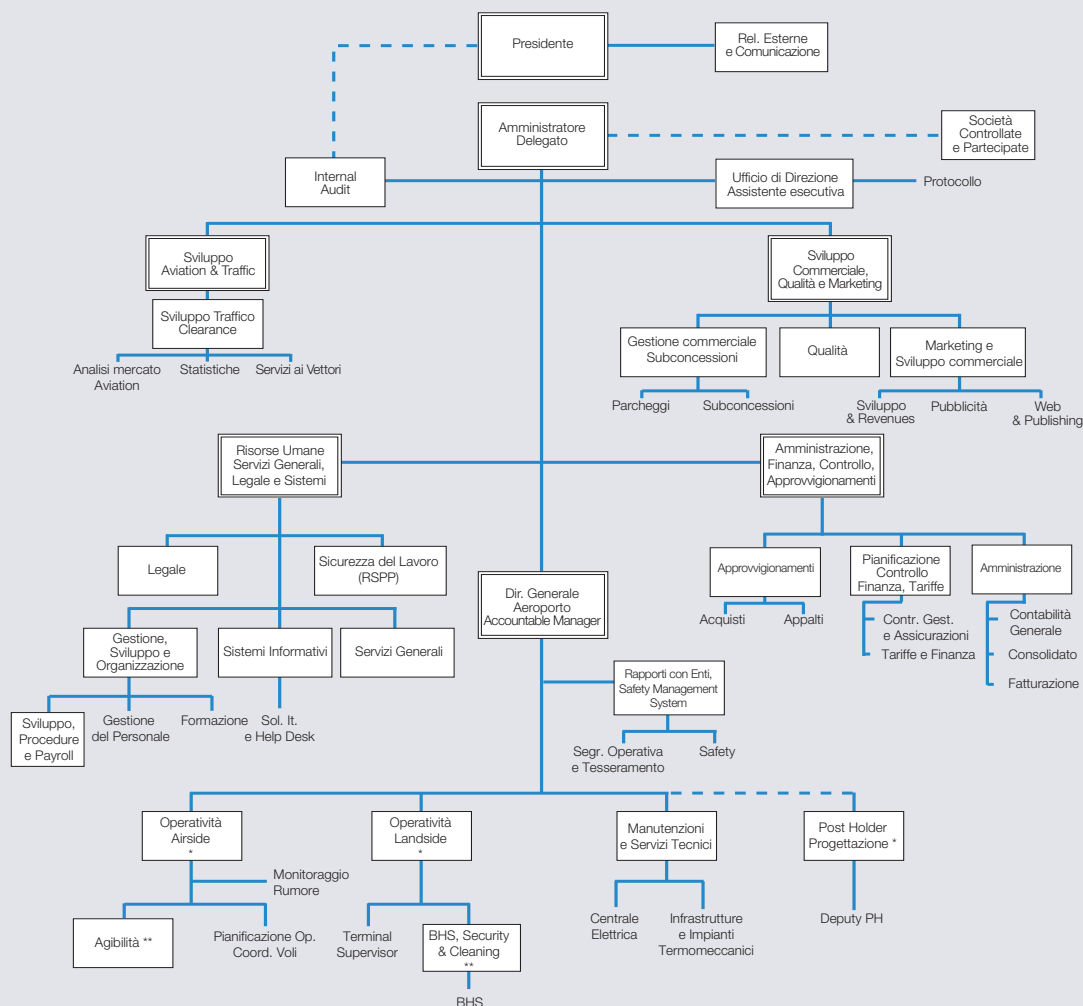 Presidente
Rel. Esterne
e Comunicazione
Amministratore
Delegato
Società
Controllate
e Partecipate
Internal
Audit
Ufficio di Direzione
Assistente esecutiva
Protocollo
Sviluppo
Aviation & Traffic
Sviluppo
Commerciale,
Qualità e Marketing
Sviluppo Traffico
Clearance
Analisi mercato
Aviation
Statistiche
Servizi ai Vettori
Gestione commerciale
Subconcessioni
Qualità
Marketing e
Sviluppo commerciale
Parcheggi
Subconcessioni
Sviluppo
& Revenues
Pubblicità
Web
& Publishing
Risorse Umane
Servizi Generali,
Legale e Sistemi
Amministrazione,
Finanza, Controllo,
Approvvigionamenti
Legale
Sicurezza del Lavoro
(RSPP)
Approvvigionamenti
Pianificazione
Controllo
Finanza, Tariffe
Amministrazione
Dir. Generale
Aeroporto
Accountable Manager
Acquisti
Appalti
Contr. Gest.
e Assicurazioni
Tariffe e Finanza
Contabilità
Generale
Consolidato
Fatturazione
Gestione,
Sviluppo e
Organizzazione
Sistemi Informativi
Servizi Generali
Sviluppo,
Procedure
e Payroll
Gestione
del Personale
Formazione
Sol. It.
e Help Desk
Rapporti con Enti,
Safety Management
System
Segr. Operativa
e Tesseramento
Safety
Operatività
Airside
*
Operatività
Landside
*
Manutenzioni
e Servizi Tecnici
Post Holder
Progettazione *
Monitoraggio
Rumore
Agibilità **
Pianificazione Op.
Coord. Voli
Terminal
Supervisor
BHS, Security
& Cleaning
**
Centrale
Elettrica
Infrastrutture
e Impianti
Termomeccanici
Deputy PH
BHS